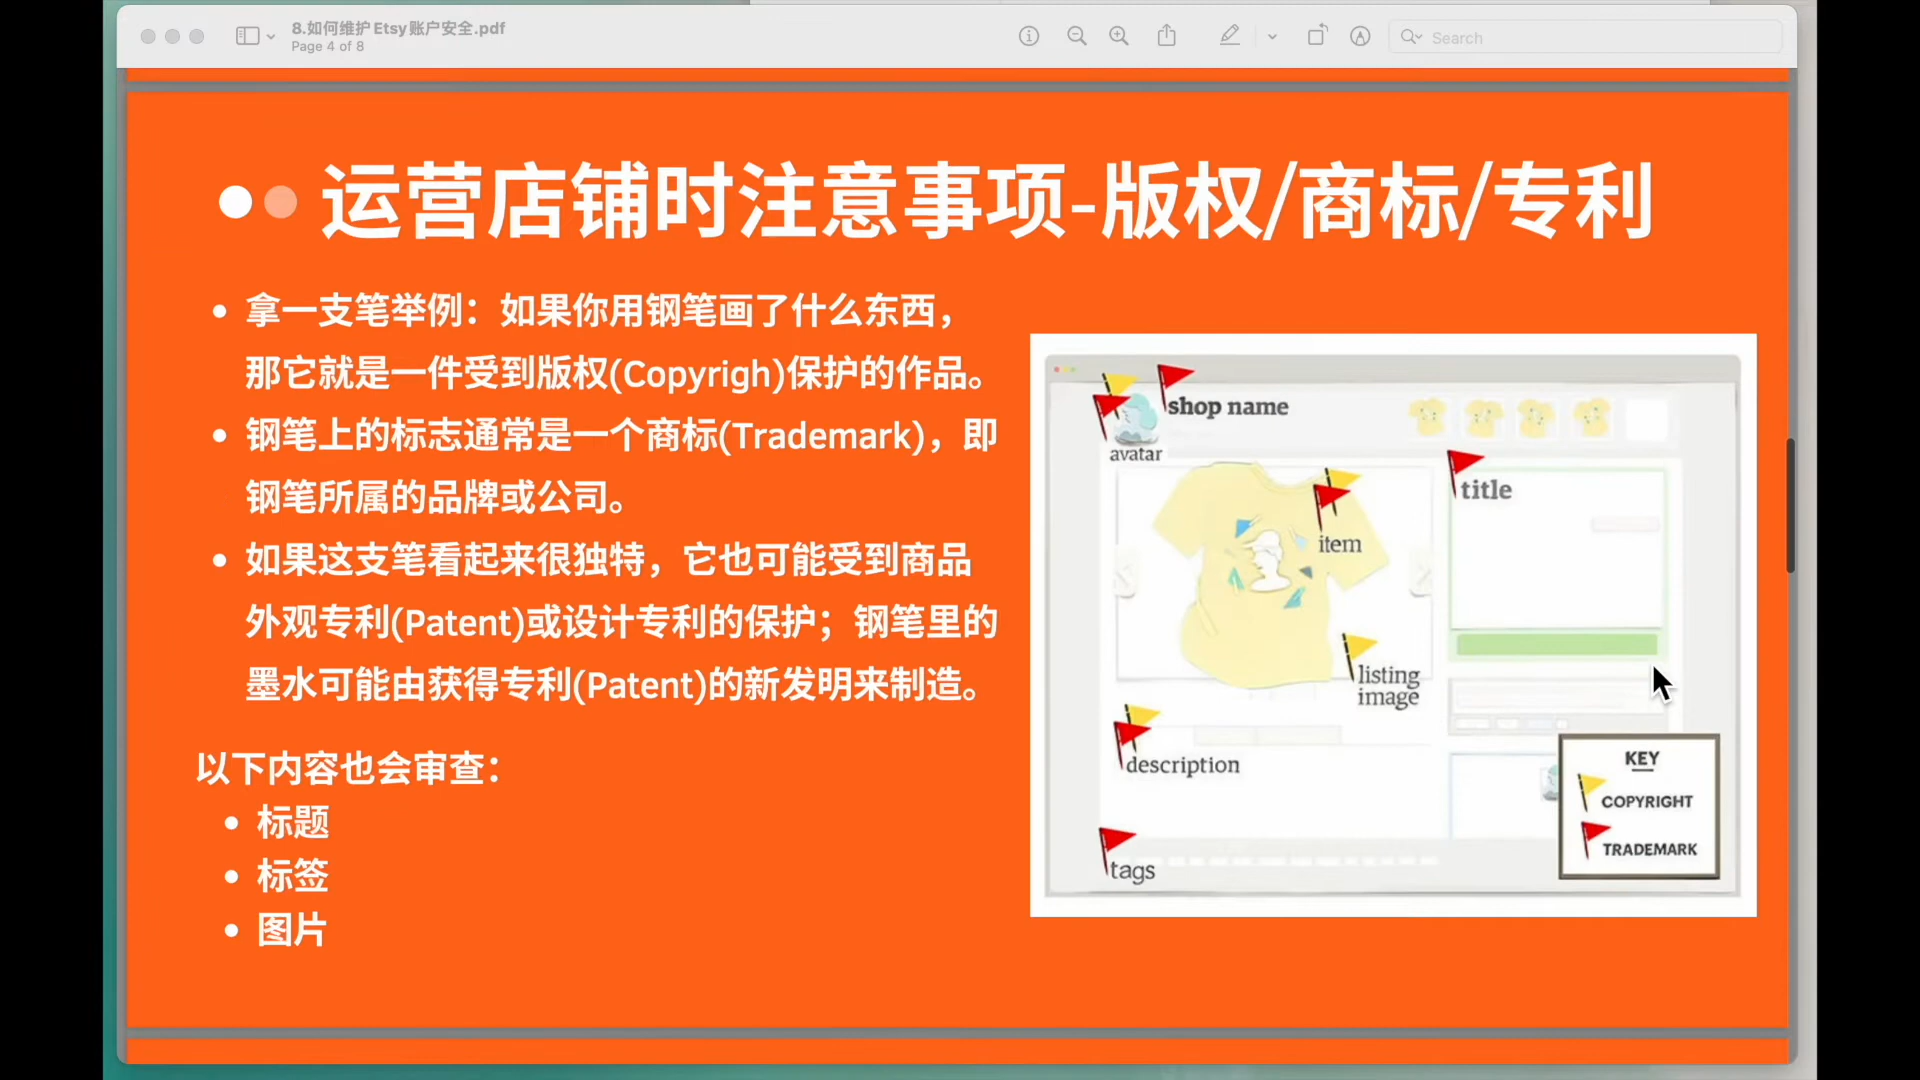 8.如何维护Etsy账户安全.pdf
Page 4 of 8
Search
运营店铺时注意事项-版权/商标/专利
拿一支笔举例：如果你用钢笔画了什么东西，
那它就是一件受到版权(Copyrigh)保护的作品。
钢笔上的标志通常是一个商标(Trademark)，即
钢笔所属的品牌或公司。
如果这支笔看起来很独特，它也可能受到商品
外观专利(Patent)或设计专利的保护；钢笔里的
墨水可能由获得专利(Patent)的新发明来制造。
以下内容也会审查：
标题
标签
图片
shop name
avatar
title
item
listing
image
description
tags
KEY
COPYRIGHT
TRADEMARK